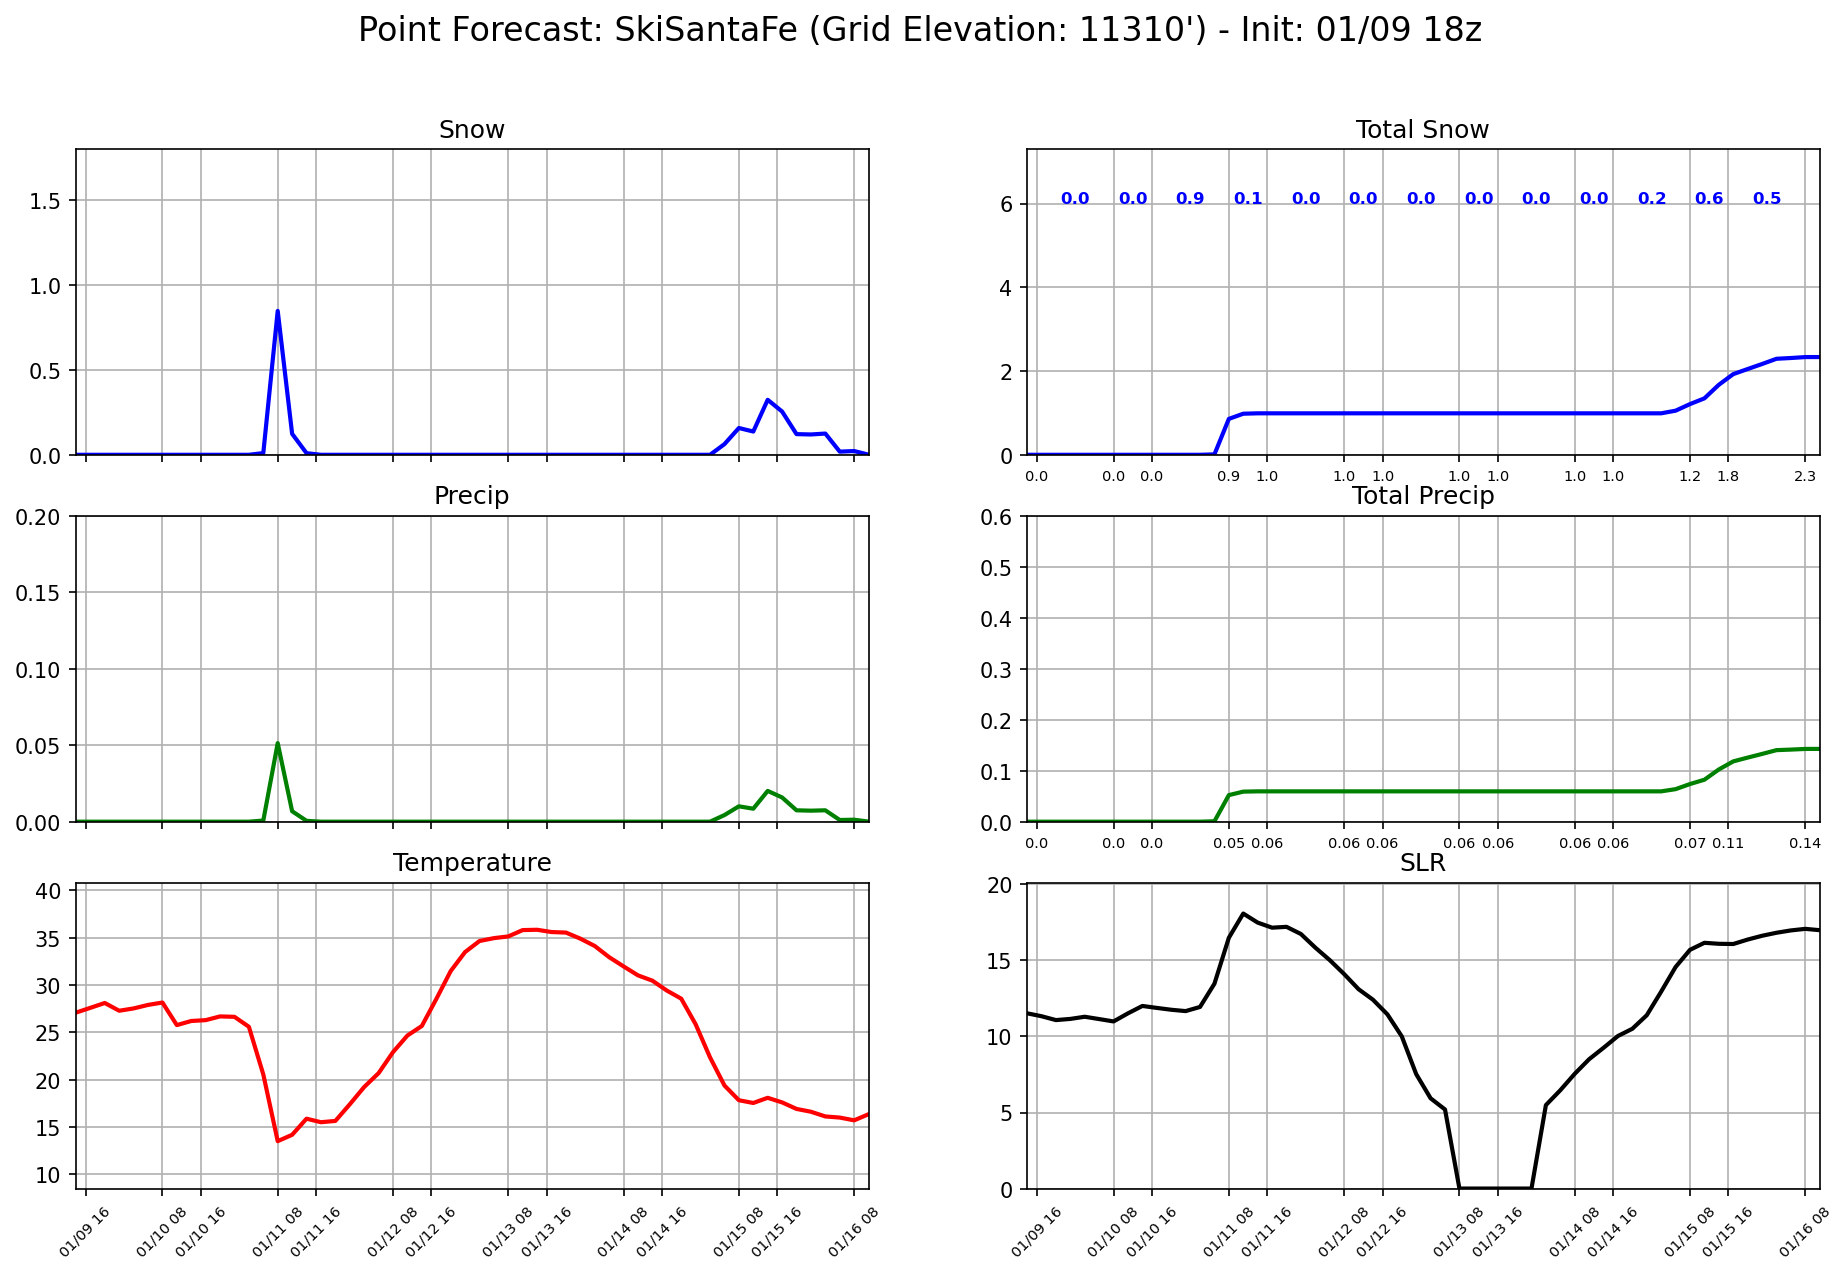 Point Forecast: SkiSantaFe (Grid Elevation: 11310') - Init: 01/09 18z
Snow
1.5
1.0
0.5
0.0
Total Snow
0.0 0.0 0.9 0.1 0.0 0.0 0.0 0.0 0.0 0.0 0.2 0.6 0.5
6
4
2
0
0.0 0.0 0.0 0.9 1.0 1.0 1.0 1.0 1.0 1.0 1.0 1.2 1.8 2.3
Precip
0.20
0.15
0.10
0.05
0.00
Total Precip
0.6
0.5
0.4
0.3
0.2
0.1
0.0
0.0 0.0 0.0 0.05 0.06 0.06 0.06 0.06 0.06 0.06 0.06 0.07 0.11 0.14
Temperature
40
35
30
25
20
15
10
01/09 16 01/10 08 01/10 16 01/11 08 01/11 16 01/12 08 01/12 16 01/13 08 01/13 16 01/14 08 01/14 16 01/15 08 01/15 16 01/16 08
SLR
20
15
10
5
0
01/09 16 01/10 08 01/10 16 01/11 08 01/11 16 01/12 08 01/12 16 01/13 08 01/13 16 01/14 08 01/14 16 01/15 08 01/15 16 01/16 08